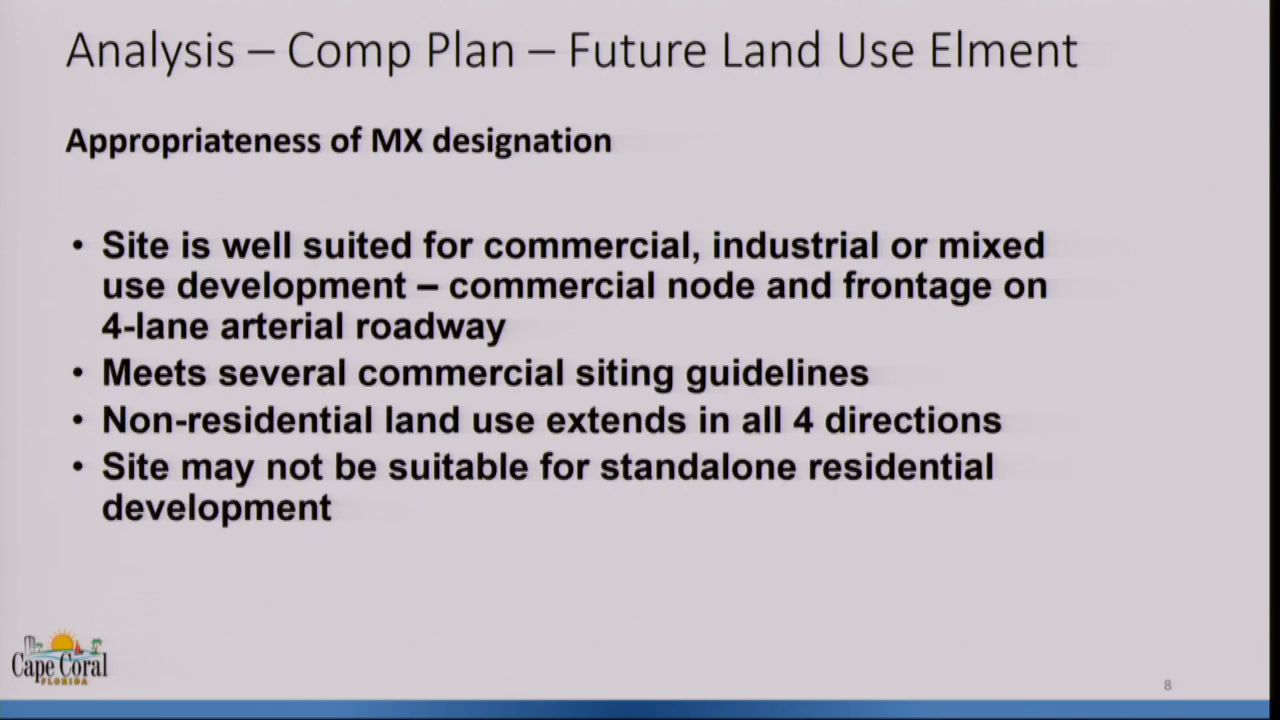 Analysis – Comp Plan – Future Land Use Elment
Appropriateness of MX designation
• Site is well suited for commercial, industrial or mixed
use development – commercial node and frontage on
4-lane arterial roadway
• Meets several commercial siting guidelines
• Non-residential land use extends in all 4 directions
• Site may not be suitable for standalone residential
development
Cape Coral
FLORIDA
8